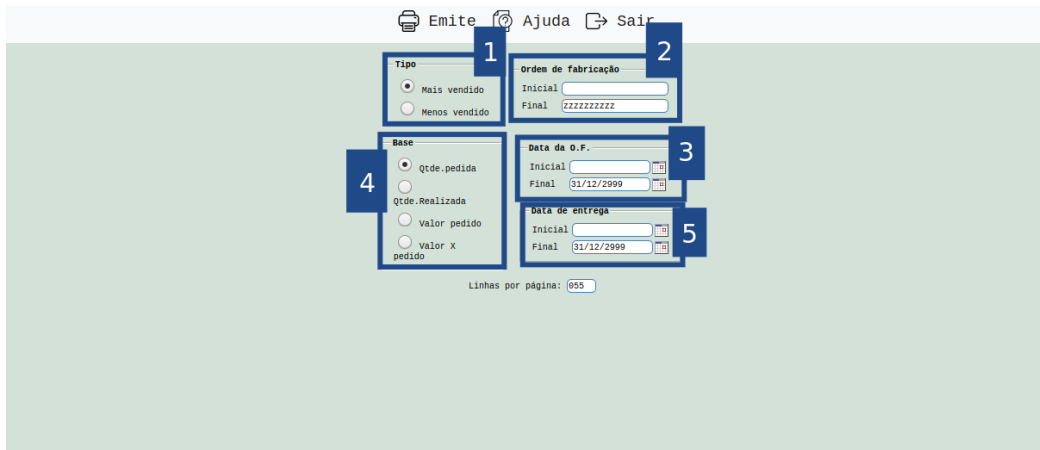 Emite Ajuda Sair
1
2
Tipo
Mais vendido
Menos vendido
Ordem de fabricação
Inicial
Final zzzzzzzzzz
4
Base
Qtde.pedida
Qtde.Realizada
Valor pedido
Valor X
pedido
3
Data da O.F.
Inicial
Final 31/12/2999
5
Data de entrega
Inicial
Final 31/12/2999
Linhas por página: 055